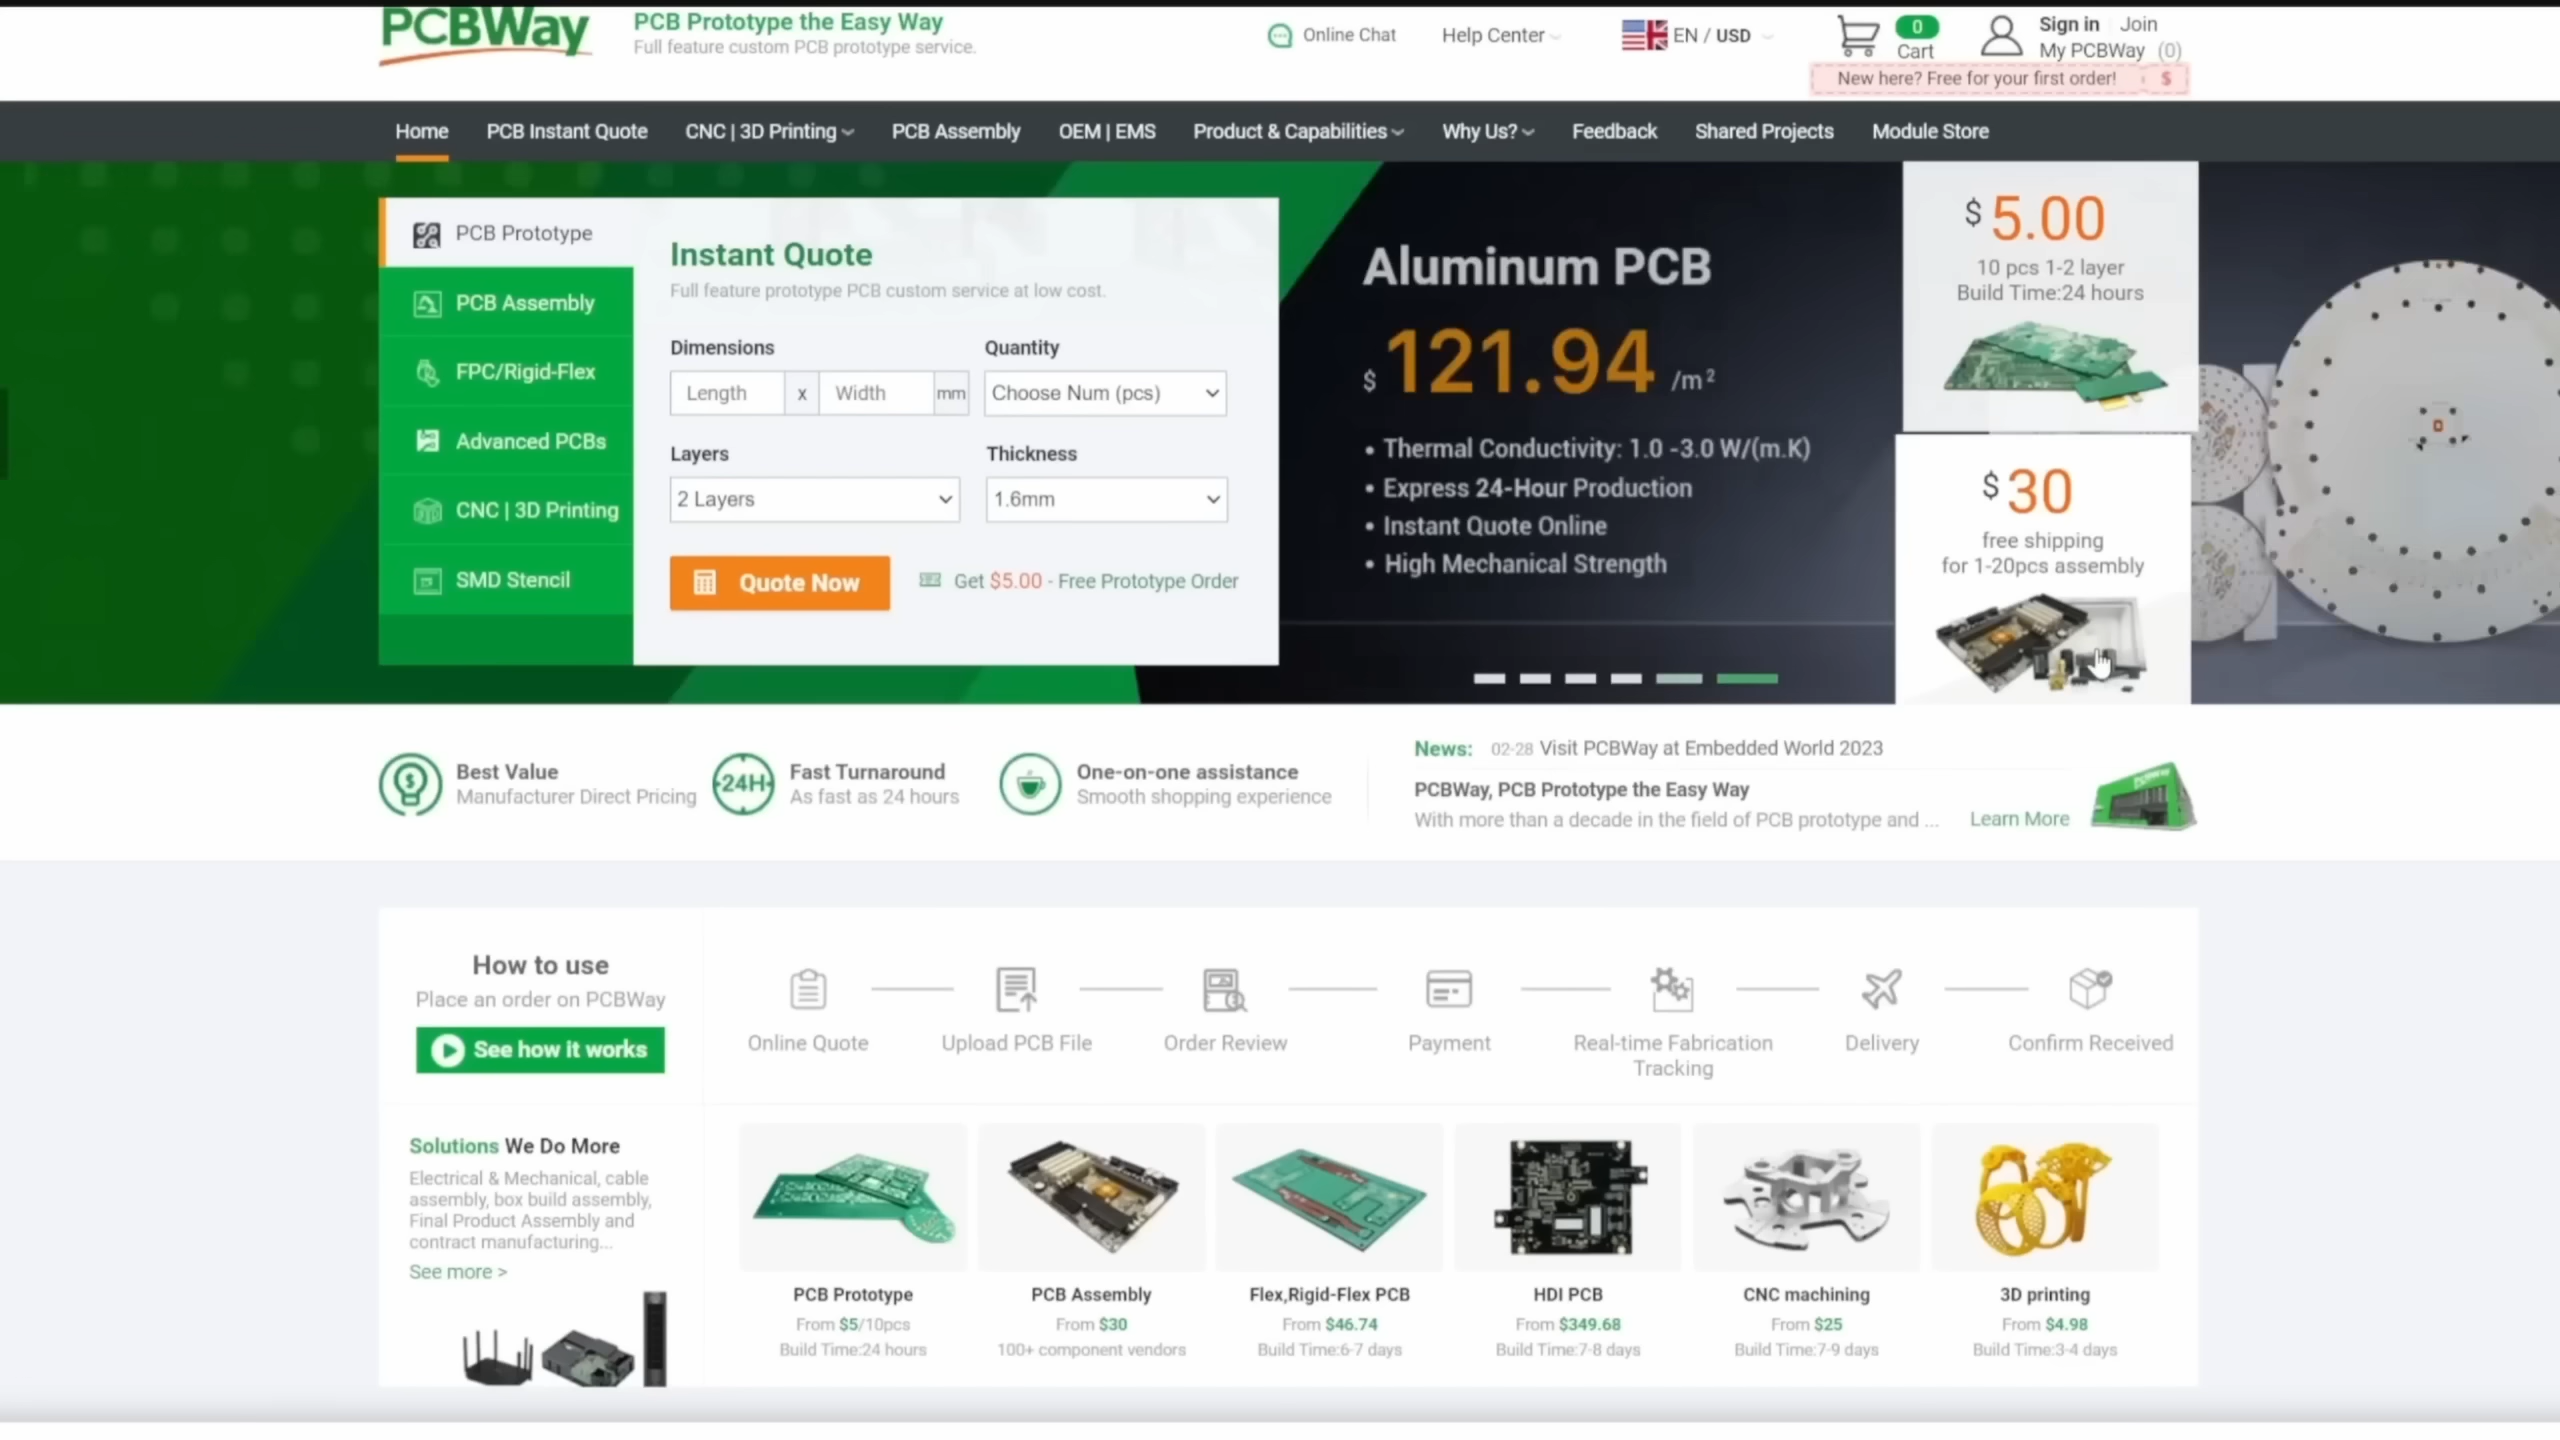 PCBWay
PCB Prototype the Easy Way
Full feature custom PCB prototype service.
Online Chat
Help Center
EN / USD
0
Cart
Sign in
Join
My PCBWay (0)
New here? Free for your first order! $
Home
PCB Instant Quote
CNC | 3D Printing
PCB Assembly
OEM | EMS
Product & Capabilities
Why Us?
Feedback
Shared Projects
Module Store
PCB Prototype
PCB Assembly
FPC/Rigid-Flex
Advanced PCBs
CNC | 3D Printing
SMD Stencil
Instant Quote
Full feature prototype PCB custom service at low cost.
Dimensions
Quantity
Length x Width mm
Choose Num (pcs)
Layers
Thickness
2 Layers
1.6mm
Quote Now
Get $5.00 - Free Prototype Order
Aluminum PCB
$ 121.94 /m²
• Thermal Conductivity: 1.0 -3.0 W/(m.K)
• Express 24-Hour Production
• Instant Quote Online
• High Mechanical Strength
$ 5.00
10 pcs 1-2 layer
Build Time:24 hours
$ 30
free shipping
for 1-20pcs assembly
Best Value
Manufacturer Direct Pricing
24H
Fast Turnaround
As fast as 24 hours
One-on-one assistance
Smooth shopping experience
News: 02-28 Visit PCBWay at Embedded World 2023
PCBWay, PCB Prototype the Easy Way
With more than a decade in the field of PCB prototype and ...
Learn More
How to use
Place an order on PCBWay
See how it works
Online Quote
Upload PCB File
Order Review
Payment
Real-time Fabrication
Tracking
Delivery
Confirm Received
Solutions We Do More
Electrical & Mechanical, cable
assembly, box build assembly,
Final Product Assembly and
contract manufacturing...
See more >
PCB Prototype
From $5/10pcs
Build Time:24 hours
PCB Assembly
From $30
100+ component vendors
Flex,Rigid-Flex PCB
From $46.74
Build Time:6-7 days
HDI PCB
From $349.68
Build Time:7-8 days
CNC machining
From $25
Build Time:7-9 days
3D printing
From $4.98
Build Time:3-4 days